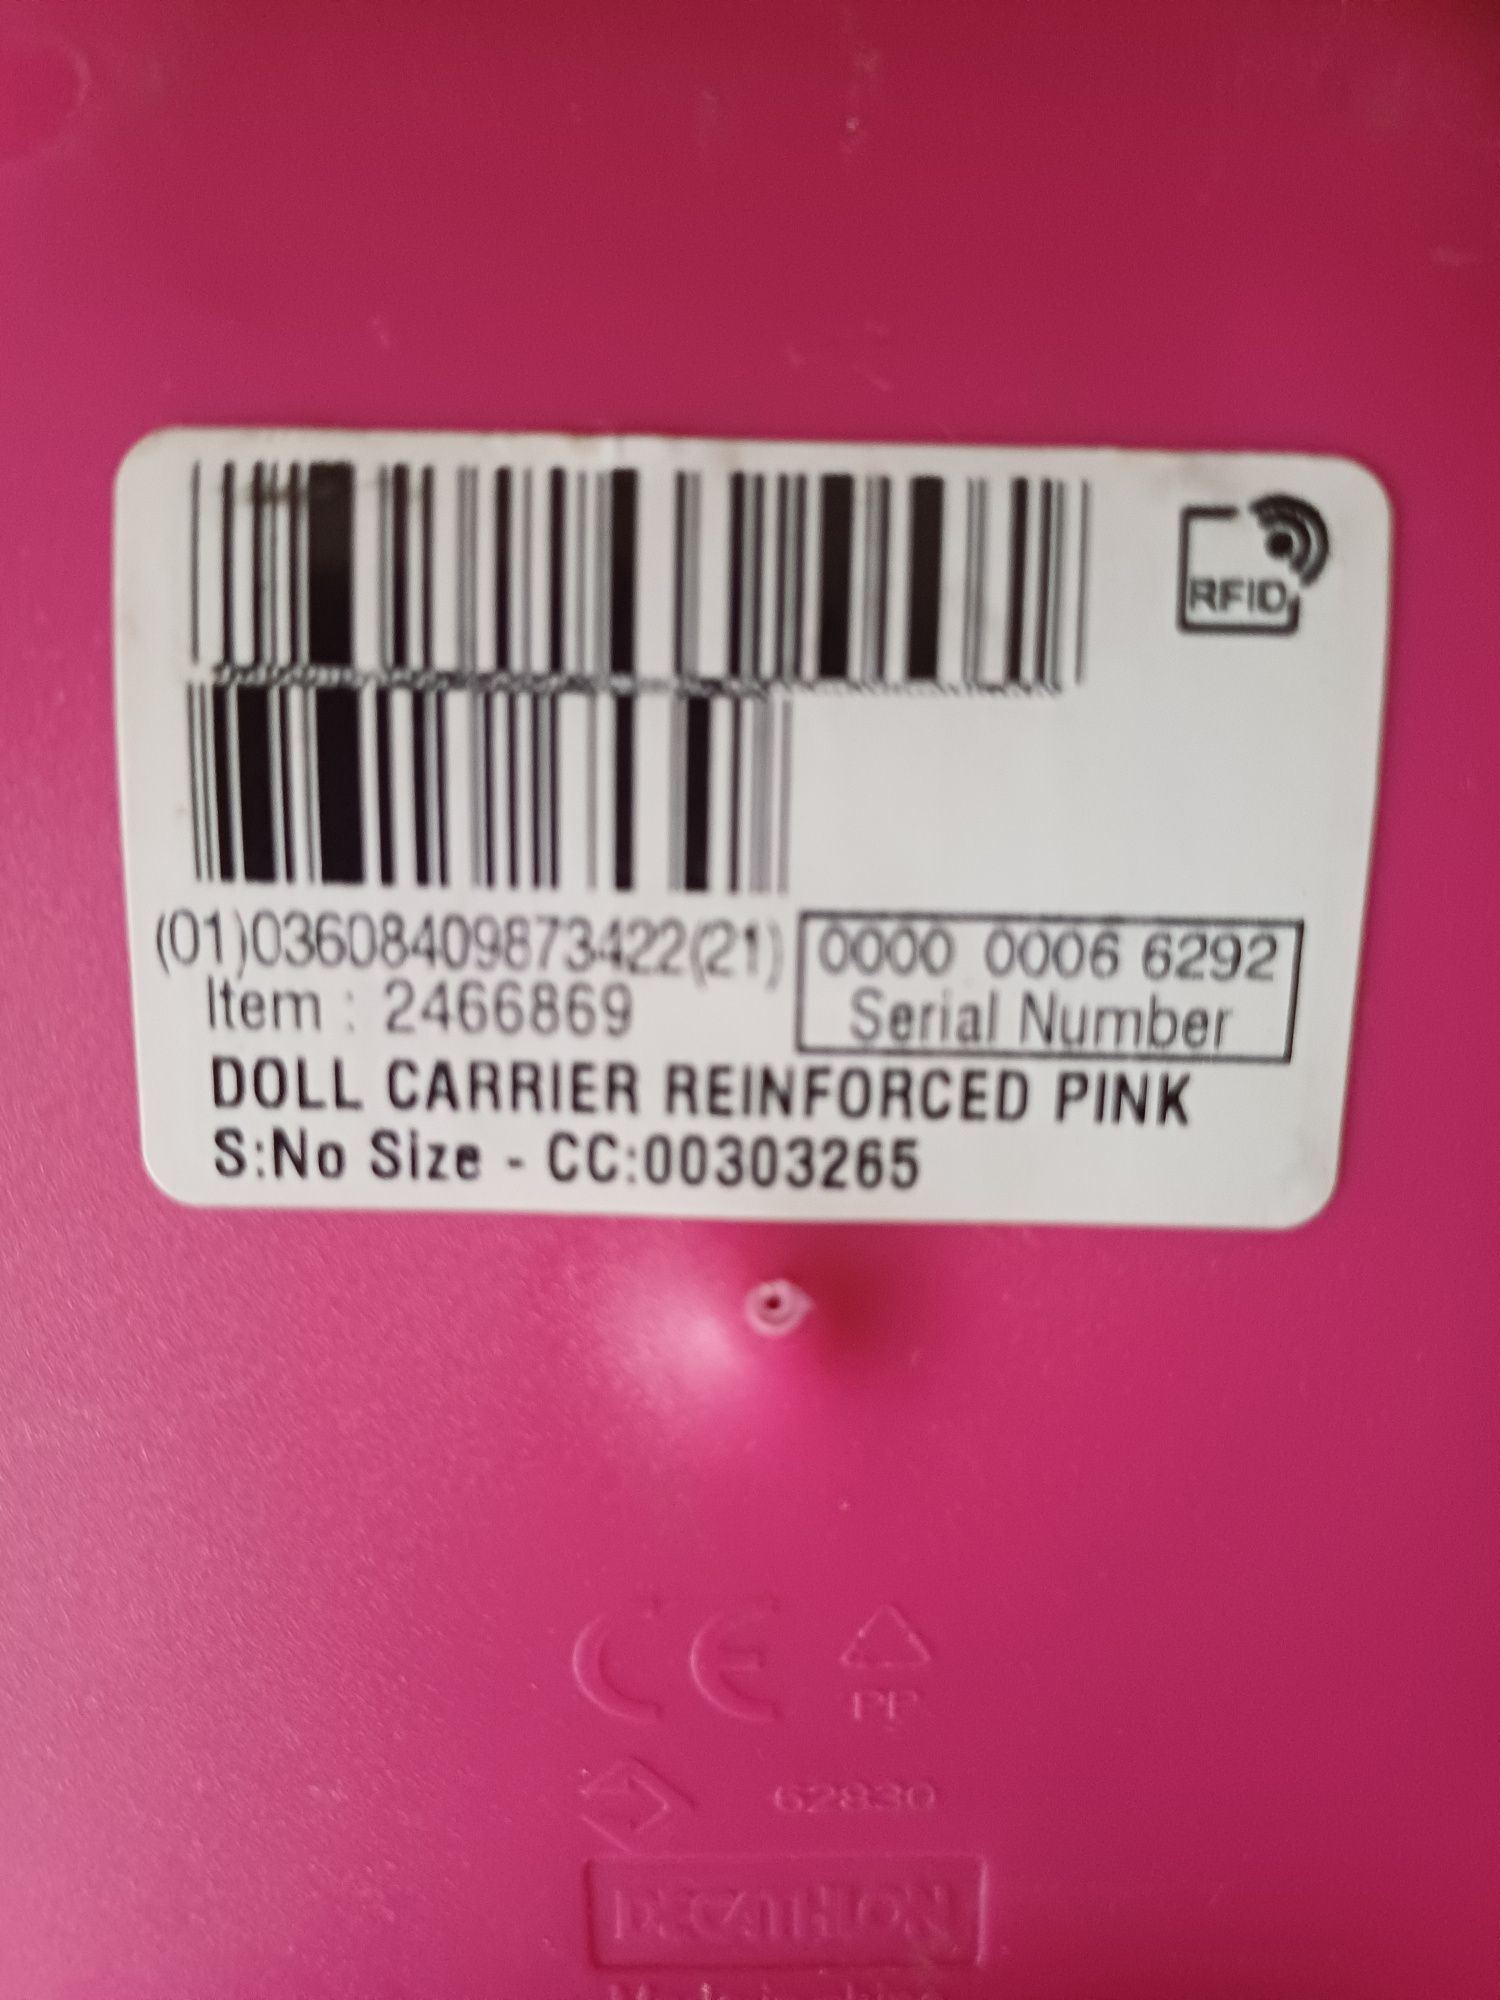 RFID
(01)03608409873422(21) 0000 0006 6292
Item : 2466869 Serial Number
DOLL CARRIER REINFORCED PINK
S:No Size - CC:00303265
CE
PP
62830
DECATHLON